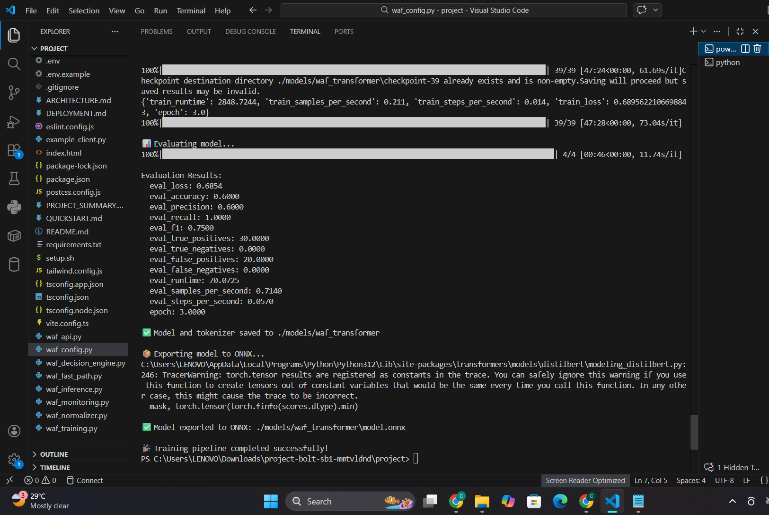 File Edit Selection View Go Run Terminal Help
waf_config.py - project - Visual Studio Code
EXPLORER
PROJECT
.env
.env.example
.gitignore
ARCHITECTURE.md
DEPLOYMENT.md
eslint.config.js
example-client.py
index.html
package-lock.json
package.json
postcss.config.js
PROJECT_SUMMARY....
QUICKSTART.md
README.md
requirements.txt
setup.sh
tailwind.config.js
tsconfig.app.json
tsconfig.json
tsconfig.node.json
vite.config.ts
waf_api.py
waf_config.py
waf_decision_engine.py
waf_fast_path.py
waf_inference.py
waf_monitoring.py
waf_normalizer.py
waf_training.py
OUTLINE
TIMELINE
PROBLEMS OUTPUT DEBUG CONSOLE TERMINAL PORTS
100%| | 39/39 [47:24<00:00, 61.69s/it]C
heckpoint destination directory ./models/waf_transformer\checkpoint-39 already exists and is non-empty.Saving will proceed but s
aved results may be invalid.
{'train_runtime': 2848.7244, 'train_samples_per_second': 0.211, 'train_steps_per_second': 0.014, 'train_loss': 0.689562210669884
3, 'epoch': 3.0}
100%| | 39/39 [47:28<00:00, 73.04s/it]
Evaluating model...
100%| | 4/4 [00:46<00:00, 11.74s/it]
Evaluation Results:
eval_loss: 0.6854
eval_accuracy: 0.6000
eval_precision: 0.6000
eval_recall: 1.0000
eval_f1: 0.7500
eval_true_positives: 30.0000
eval_true_negatives: 0.0000
eval_false_positives: 20.0000
eval_false_negatives: 0.0000
eval_runtime: 70.0725
eval_samples_per_second: 0.7140
eval_steps_per_second: 0.0570
epoch: 3.0000
Model and tokenizer saved to ./models/waf_transformer
Exporting model to ONNX...
C:\Users\LENOVO\AppData\Local\Programs\Python\Python312\Lib\site-packages\transformers\models\distilbert\modeling_distilbert.py:
246: TracerWarning: torch.tensor results are registered as constants in the trace. You can safely ignore this warning if you use
this function to create tensors out of constant variables that would be the same every time you call this function. In any othe
r case, this might cause the trace to be incorrect.
mask, torch.tensor(torch.finfo(scores.dtype).min)
Model exported to ONNX: ./models/waf_transformer\model.onnx
Training pipeline completed successfully!
PS C:\Users\LENOVO\Downloads\project-bolt-sb1-mmtvldnd\project>
pow...
python
1 Hidden T...
0 0 Connect
Screen Reader Optimized Ln 7, Col 5 Spaces: 4 UTF-8 LF { }
29°C
Mostly clear
Search